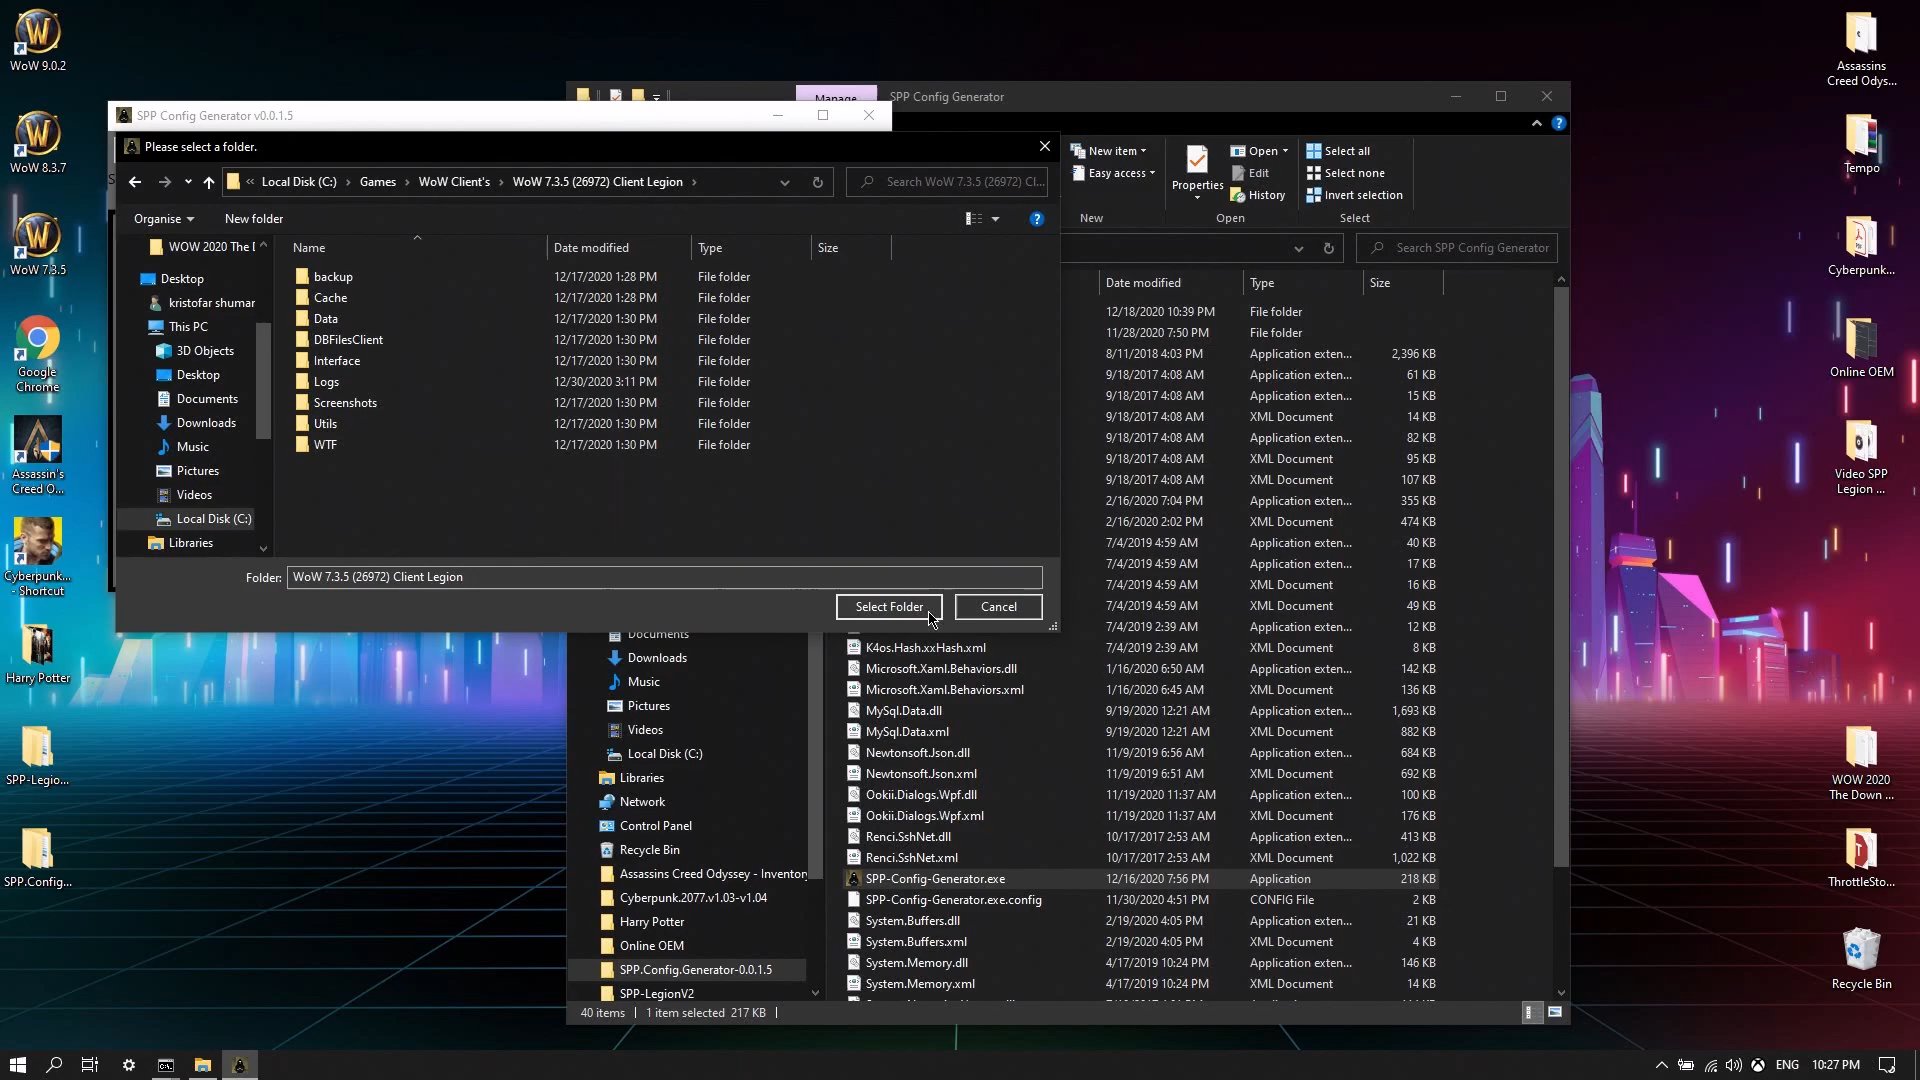 WoW 9.0.2
WoW 8.3.7
WoW 7.3.5
Google
Chrome
Assassin's
Creed O...
Cyberpunk...
- Shortcut
Harry Potter
SPP-Legio...
SPP.Config...
SPP Config Generator v0.0.1.5
Please select a folder.
« Local Disk (C:) › Games › WoW Client's › WoW 7.3.5 (26972) Client Legion ›
Search WoW 7.3.5 (26972) Cl...
Organise
New folder
WOW 2020 The
Desktop
kristofar shumar
This PC
3D Objects
Desktop
Documents
Downloads
Music
Pictures
Videos
Local Disk (C:)
Libraries
Name Date modified Type Size
backup 12/17/2020 1:28 PM File folder
Cache 12/17/2020 1:28 PM File folder
Data 12/17/2020 1:30 PM File folder
DBFilesClient 12/17/2020 1:30 PM File folder
Interface 12/17/2020 1:30 PM File folder
Logs 12/30/2020 3:11 PM File folder
Screenshots 12/17/2020 1:30 PM File folder
Utils 12/17/2020 1:30 PM File folder
WTF 12/17/2020 1:30 PM File folder
Folder: WoW 7.3.5 (26972) Client Legion
Select Folder Cancel
Manage SPP Config Generator
New item
Easy access
New
Properties
Open
Edit
History
Open
Select all
Select none
Invert selection
Select
Search SPP Config Generator
Date modified Type Size
12/18/2020 10:39 PM File folder
11/28/2020 7:50 PM File folder
8/11/2018 4:03 PM Application exten... 2,396 KB
9/18/2017 4:08 AM Application exten... 61 KB
9/18/2017 4:08 AM Application exten... 15 KB
9/18/2017 4:08 AM XML Document 14 KB
9/18/2017 4:08 AM Application exten... 82 KB
9/18/2017 4:08 AM XML Document 95 KB
9/18/2017 4:08 AM XML Document 107 KB
2/16/2020 7:04 PM Application exten... 355 KB
2/16/2020 2:02 PM XML Document 474 KB
7/4/2019 4:59 AM Application exten... 40 KB
7/4/2019 4:59 AM Application exten... 17 KB
7/4/2019 4:59 AM XML Document 16 KB
7/4/2019 4:59 AM XML Document 49 KB
7/4/2019 2:39 AM Application exten... 12 KB
K4os.Hash.xxHash.xml 7/4/2019 2:39 AM XML Document 8 KB
Microsoft.Xaml.Behaviors.dll 1/16/2020 6:50 AM Application exten... 142 KB
Microsoft.Xaml.Behaviors.xml 1/16/2020 6:45 AM XML Document 136 KB
MySql.Data.dll 9/19/2020 12:21 AM Application exten... 1,693 KB
MySql.Data.xml 9/19/2020 12:21 AM XML Document 882 KB
Newtonsoft.Json.dll 11/9/2019 6:56 AM Application exten... 684 KB
Newtonsoft.Json.xml 11/9/2019 6:51 AM XML Document 692 KB
Ookii.Dialogs.Wpf.dll 11/19/2020 11:37 AM Application exten... 100 KB
Ookii.Dialogs.Wpf.xml 11/19/2020 11:37 AM XML Document 176 KB
Renci.SshNet.dll 10/17/2017 2:53 AM Application exten... 413 KB
Renci.SshNet.xml 10/17/2017 2:53 AM XML Document 1,022 KB
SPP-Config-Generator.exe 12/16/2020 7:56 PM Application 218 KB
SPP-Config-Generator.exe.config 11/30/2020 4:51 PM CONFIG File 2 KB
System.Buffers.dll 2/19/2020 4:05 PM Application exten... 21 KB
System.Buffers.xml 2/19/2020 4:05 PM XML Document 4 KB
System.Memory.dll 4/17/2019 10:24 PM Application exten... 146 KB
System.Memory.xml 4/17/2019 10:24 PM XML Document 14 KB
Documents
Downloads
Music
Pictures
Videos
Local Disk (C:)
Libraries
Network
Control Panel
Recycle Bin
Assassins Creed Odyssey - Inventory
Cyberpunk.2077.v1.03-v1.04
Harry Potter
Online OEM
SPP.Config.Generator-0.0.1.5
SPP-LegionV2
40 items 1 item selected 217 KB
Assassins
Creed Odys...
Tempo
Cyberpunk...
Online OEM
Video SPP
Legion ...
WOW 2020
The Down ...
ThrottleSto...
Recycle Bin
ENG 10:27 PM